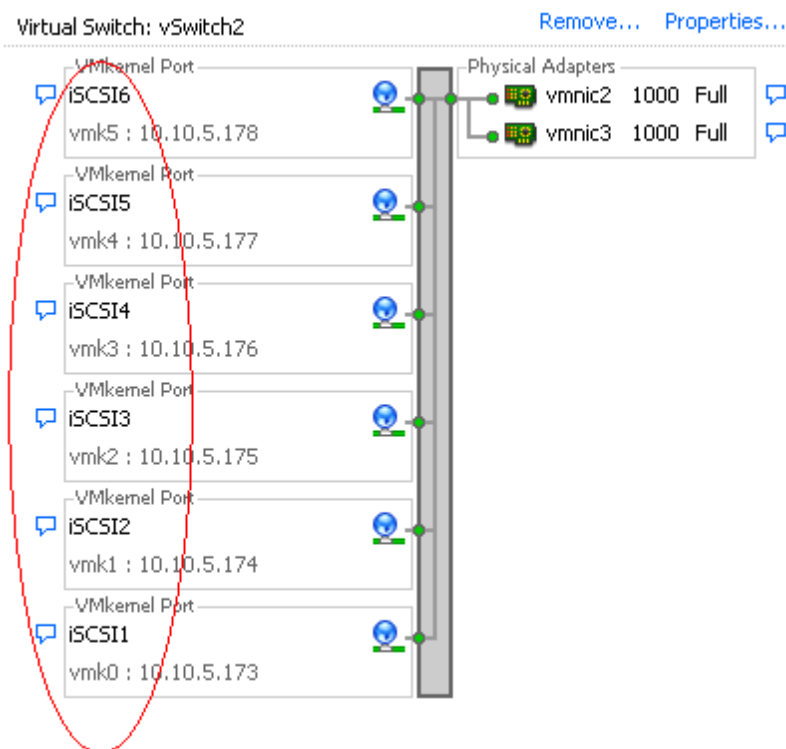 Virtual Switch: vSwitch2 Remove... Properties...
VMkernel Port Physical Adapters
iSCSI6 vmnic2 1000 Full
vmk5 : 10.10.5.178 vmnic3 1000 Full
VMkernel Port
iSCSI5
vmk4 : 10.10.5.177
VMkernel Port
iSCSI4
vmk3 : 10.10.5.176
VMkernel Port
iSCSI3
vmk2 : 10.10.5.175
VMkernel Port
iSCSI2
vmk1 : 10.10.5.174
VMkernel Port
iSCSI1
vmk0 : 10.10.5.173